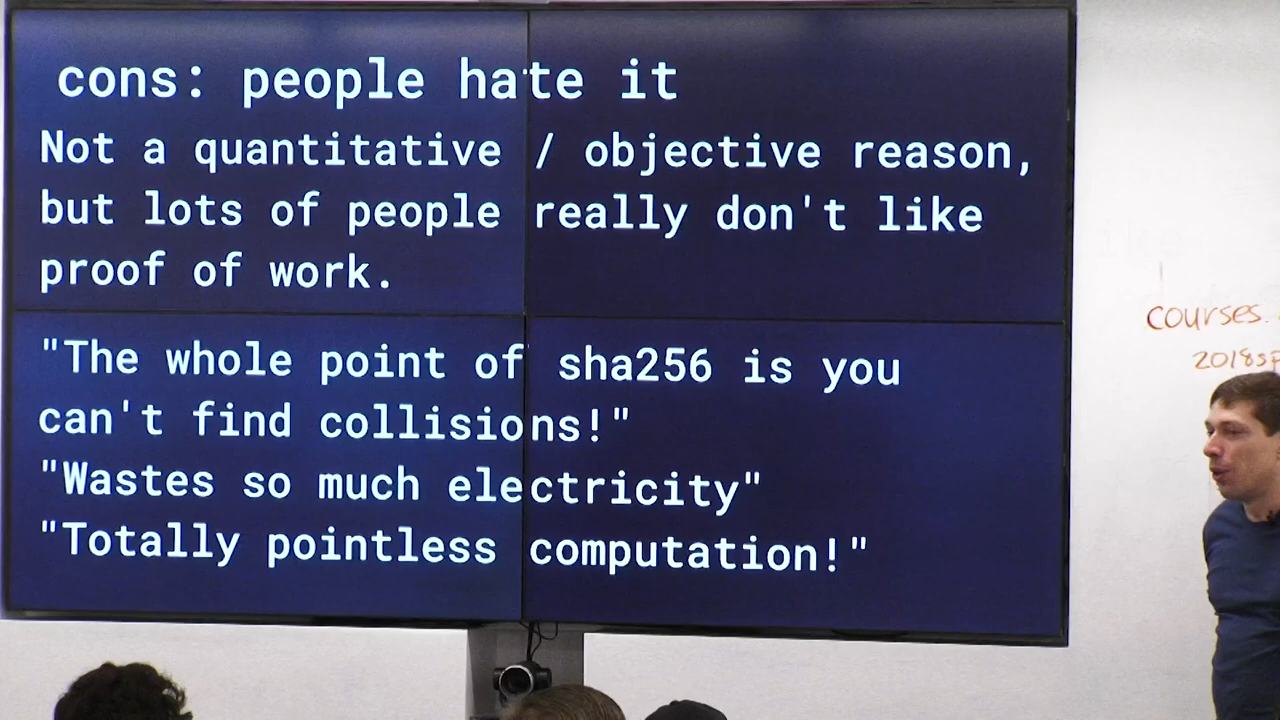 cons: people hate it
Not a quantitative / objective reason,
but lots of people really don't like
proof of work.
"The whole point of sha256 is you
can't find collisions!"
"Wastes so much electricity"
"Totally pointless computation!"
courses.
2018sp